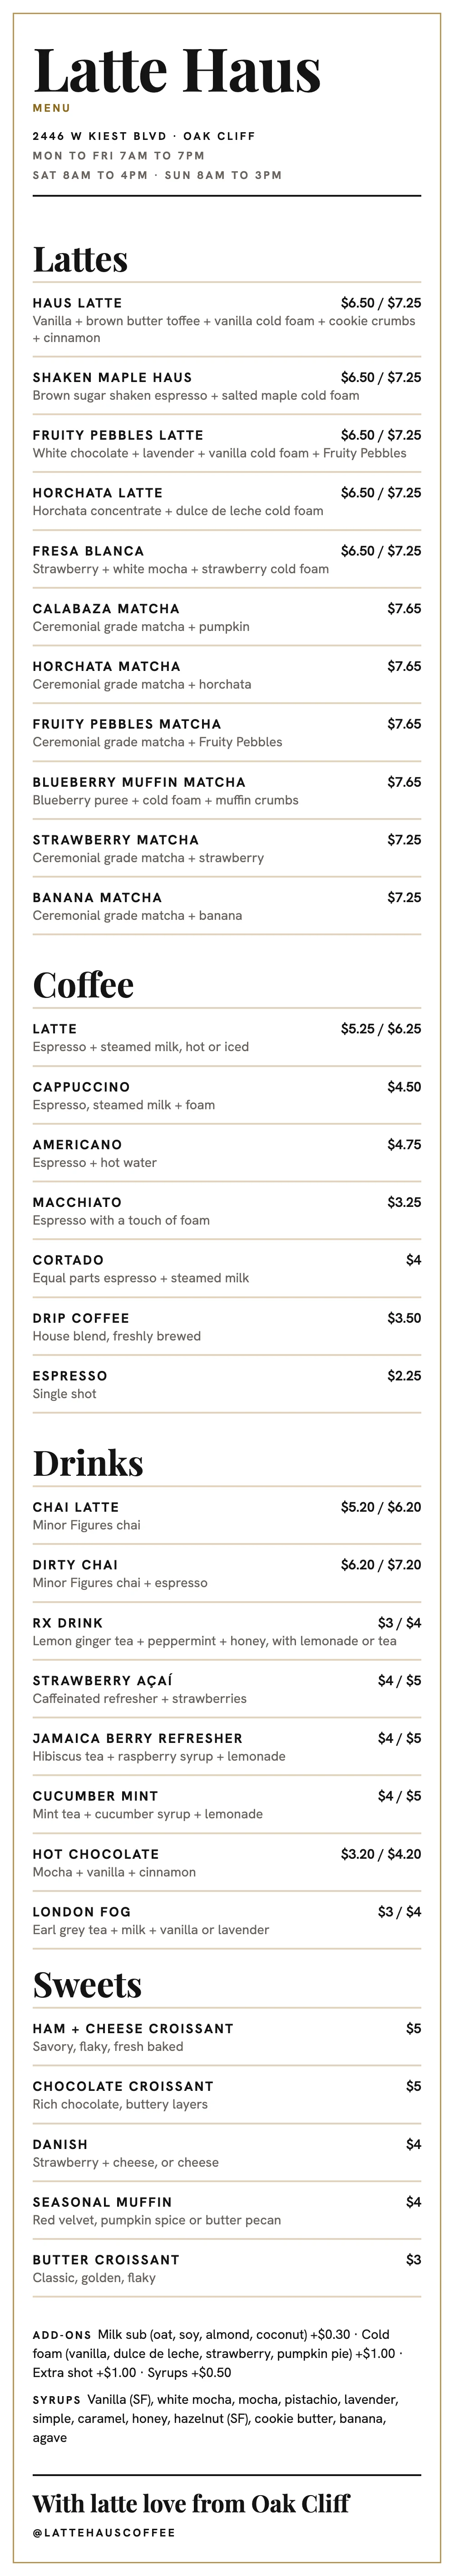 Latte Haus
MENU
2446 W KIEST BLVD · OAK CLIFF
MON TO FRI 7AM TO 7PM
SAT 8AM TO 4PM · SUN 8AM TO 3PM
Lattes
HAUS LATTE $6.50 / $7.25
Vanilla + brown butter toffee + vanilla cold foam + cookie crumbs
+ cinnamon
SHAKEN MAPLE HAUS $6.50 / $7.25
Brown sugar shaken espresso + salted maple cold foam
FRUITY PEBBLES LATTE $6.50 / $7.25
White chocolate + lavender + vanilla cold foam + Fruity Pebbles
HORCHATA LATTE $6.50 / $7.25
Horchata concentrate + dulce de leche cold foam
FRESA BLANCA $6.50 / $7.25
Strawberry + white mocha + strawberry cold foam
CALABAZA MATCHA $7.65
Ceremonial grade matcha + pumpkin
HORCHATA MATCHA $7.65
Ceremonial grade matcha + horchata
FRUITY PEBBLES MATCHA $7.65
Ceremonial grade matcha + Fruity Pebbles
BLUEBERRY MUFFIN MATCHA $7.65
Blueberry puree + cold foam + muffin crumbs
STRAWBERRY MATCHA $7.25
Ceremonial grade matcha + strawberry
BANANA MATCHA $7.25
Ceremonial grade matcha + banana
Coffee
LATTE $5.25 / $6.25
Espresso + steamed milk, hot or iced
CAPPUCCINO $4.50
Espresso, steamed milk + foam
AMERICANO $4.75
Espresso + hot water
MACCHIATO $3.25
Espresso with a touch of foam
CORTADO $4
Equal parts espresso + steamed milk
DRIP COFFEE $3.50
House blend, freshly brewed
ESPRESSO $2.25
Single shot
Drinks
CHAI LATTE $5.20 / $6.20
Minor Figures chai
DIRTY CHAI $6.20 / $7.20
Minor Figures chai + espresso
RX DRINK $3 / $4
Lemon ginger tea + peppermint + honey, with lemonade or tea
STRAWBERRY AÇAÍ $4 / $5
Caffeinated refresher + strawberries
JAMAICA BERRY REFRESHER $4 / $5
Hibiscus tea + raspberry syrup + lemonade
CUCUMBER MINT $4 / $5
Mint tea + cucumber syrup + lemonade
HOT CHOCOLATE $3.20 / $4.20
Mocha + vanilla + cinnamon
LONDON FOG $3 / $4
Earl grey tea + milk + vanilla or lavender
Sweets
HAM + CHEESE CROISSANT $5
Savory, flaky, fresh baked
CHOCOLATE CROISSANT $5
Rich chocolate, buttery layers
DANISH $4
Strawberry + cheese, or cheese
SEASONAL MUFFIN $4
Red velvet, pumpkin spice or butter pecan
BUTTER CROISSANT $3
Classic, golden, flaky
ADD-ONS Milk sub (oat, soy, almond, coconut) +$0.30 · Cold
foam (vanilla, dulce de leche, strawberry, pumpkin pie) +$1.00 ·
Extra shot +$1.00 · Syrups +$0.50
SYRUPS Vanilla (SF), white mocha, mocha, pistachio, lavender,
simple, caramel, honey, hazelnut (SF), cookie butter, banana,
agave
With latte love from Oak Cliff
@LATTEHAUSCOFFEE